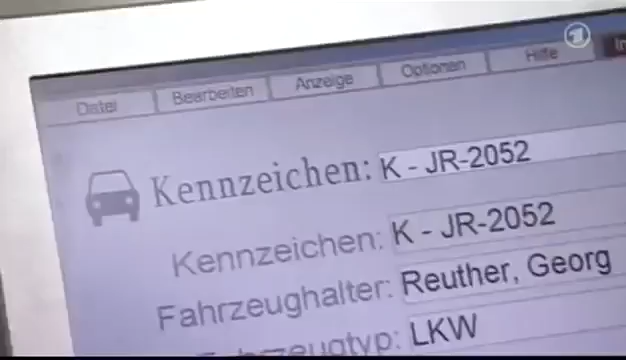 Datei Bearbeiten Anzeige Optionen Hilfe
Kennzeichen: K - JR-2052
Kennzeichen: K - JR-2052
Fahrzeughalter: Reuther, Georg
LKW